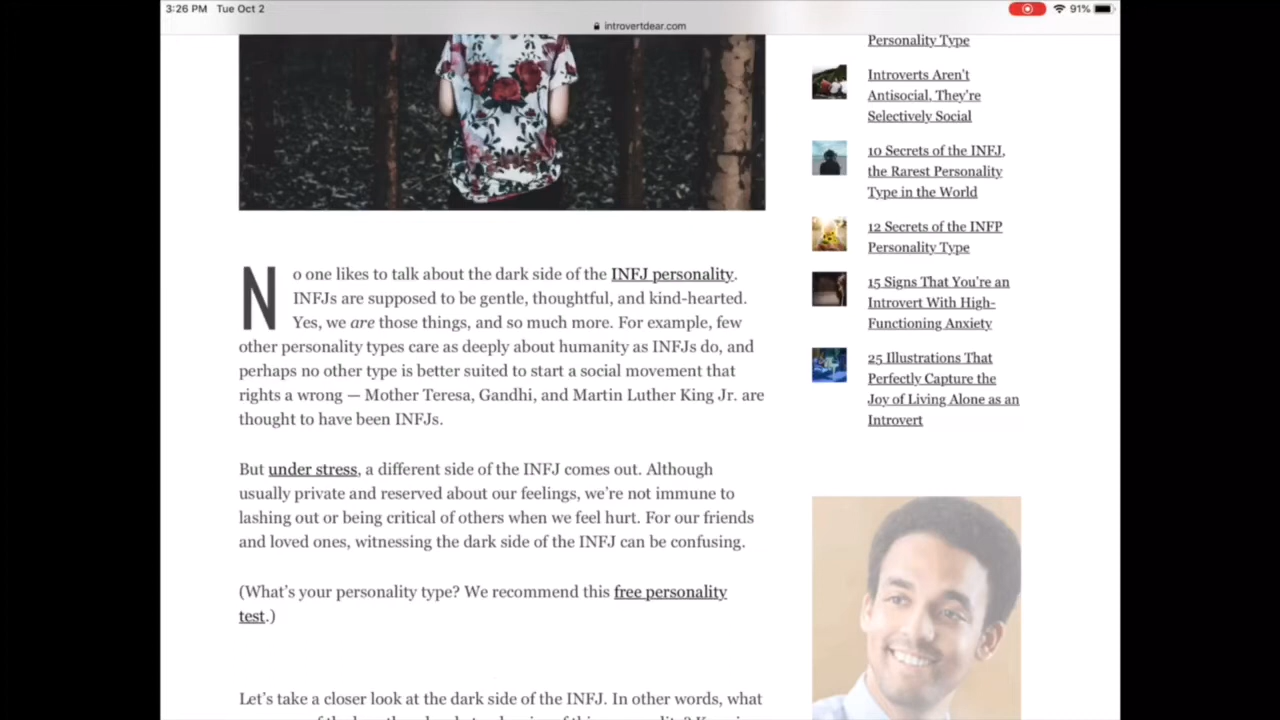 3:26 PM Tue Oct 2
91%
introvertdear.com
Personality Type
Introverts Aren't
Antisocial, They're
Selectively Social
10 Secrets of the INFJ,
the Rarest Personality
Type in the World
12 Secrets of the INFP
Personality Type
15 Signs That You're an
Introvert With High-
Functioning Anxiety
25 Illustrations That
Perfectly Capture the
Joy of Living Alone as an
Introvert
No one likes to talk about the dark side of the INFJ personality.
INFJs are supposed to be gentle, thoughtful, and kind-hearted.
Yes, we are those things, and so much more. For example, few
other personality types care as deeply about humanity as INFJs do, and
perhaps no other type is better suited to start a social movement that
rights a wrong — Mother Teresa, Gandhi, and Martin Luther King Jr. are
thought to have been INFJs.
But under stress, a different side of the INFJ comes out. Although
usually private and reserved about our feelings, we're not immune to
lashing out or being critical of others when we feel hurt. For our friends
and loved ones, witnessing the dark side of the INFJ can be confusing.
(What's your personality type? We recommend this free personality
test.)
Let's take a closer look at the dark side of the INFJ. In other words, what